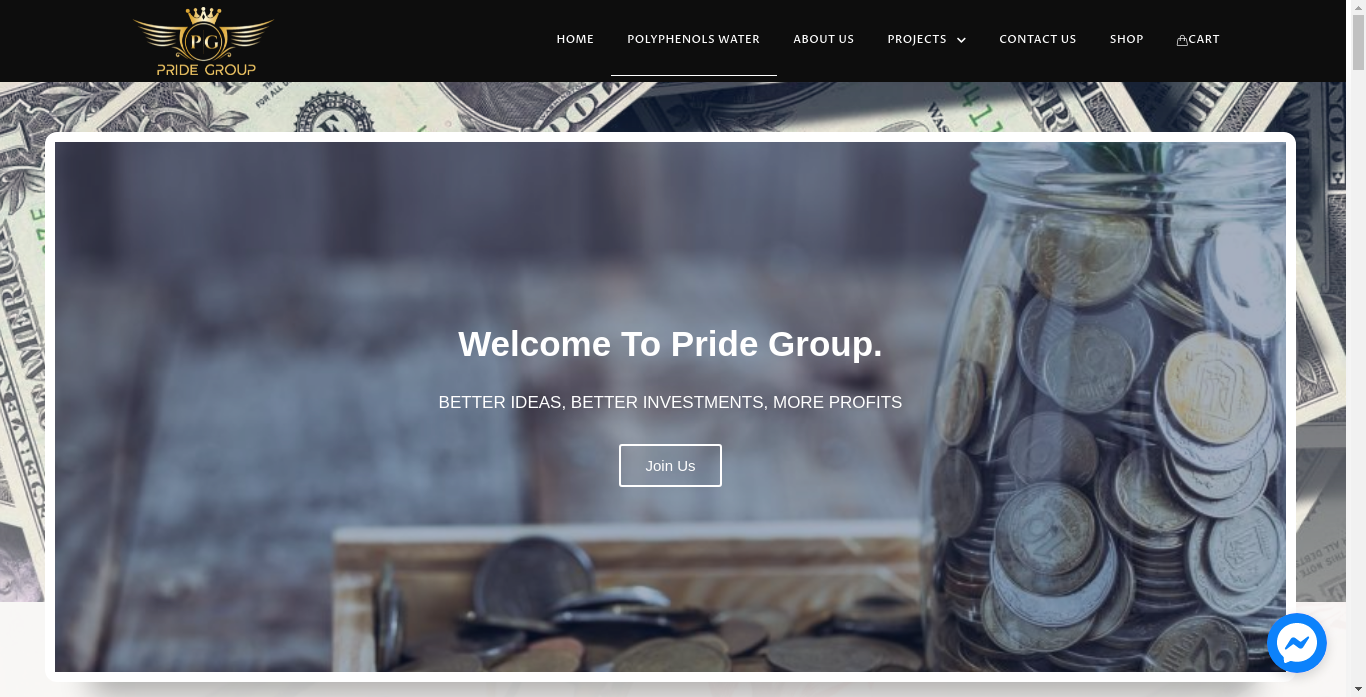 PG
PRIDE GROUP
HOME
POLYPHENOLS WATER
ABOUT US
PROJECTS
CONTACT US
SHOP
CART
Welcome To Pride Group.
BETTER IDEAS, BETTER INVESTMENTS, MORE PROFITS
Join Us